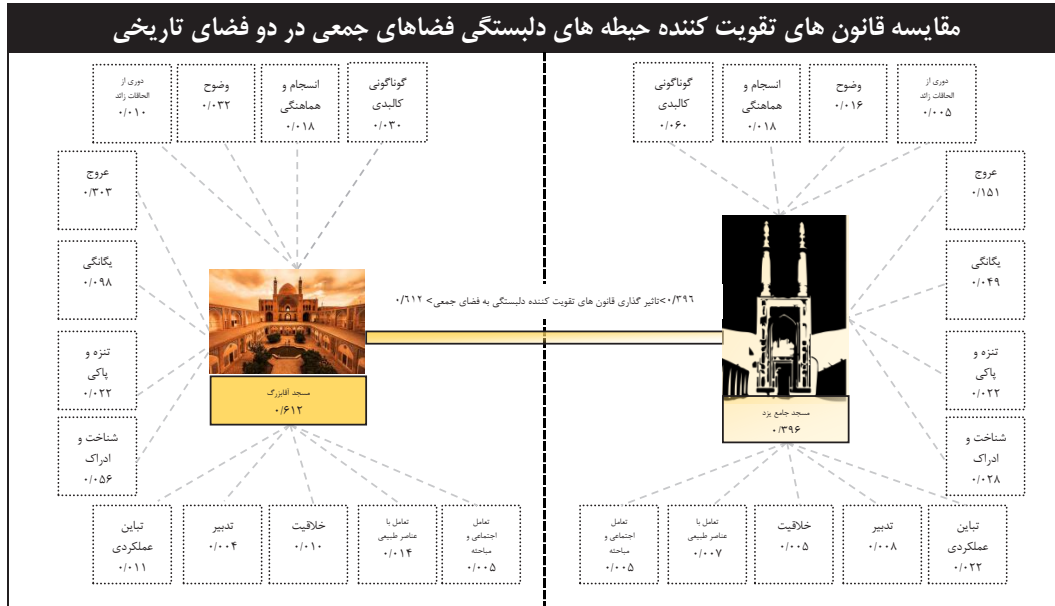 مقایسه قانون های تقویت کننده حیطه های دلبستگی فضاهای جمعی در دو فضای تاریخی
دوری از
الحاقات زائد
۰/۰۰۵
وضوح
۰/۰۱۶
انسجام و
هماهنگی
۰/۰۱۸
گوناگونی
کالبدی
۰/۰۶۰
عروج
۰/۱۵۱
یگانگی
۰/۰۴۹
تنزه و
پاکی
۰/۰۲۲
شناخت و
ادراک
۰/۰۲۸
مسجد جامع یزد
۰/۳۹۶
تباین
عملکردی
۰/۰۲۲
تدبیر
۰/۰۰۸
خلاقیت
۰/۰۰۵
تعامل با
عناصر طبیعی
۰/۰۰۷
تعامل
اجتماعی و
مباحثه
۰/۰۰۵
۰/۳۹۶>تاثیر گذاری قانون های تقویت کننده دلبستگی به فضای جمعی> ۰/۶۱۲
گوناگونی
کالبدی
۰/۰۳۰
انسجام و
هماهنگی
۰/۰۱۸
وضوح
۰/۰۳۲
دوری از
الحاقات زائد
۰/۰۱۰
عروج
۰/۳۰۳
یگانگی
۰/۰۹۸
تنزه و
پاکی
۰/۰۲۲
شناخت و
ادراک
۰/۰۵۶
مسجد آقابزرگ
۰/۶۱۲
تعامل
اجتماعی و
مباحثه
۰/۰۰۵
تعامل با
عناصر طبیعی
۰/۰۱۴
خلاقیت
۰/۰۱۰
تدبیر
۰/۰۰۴
تباین
عملکردی
۰/۰۱۱